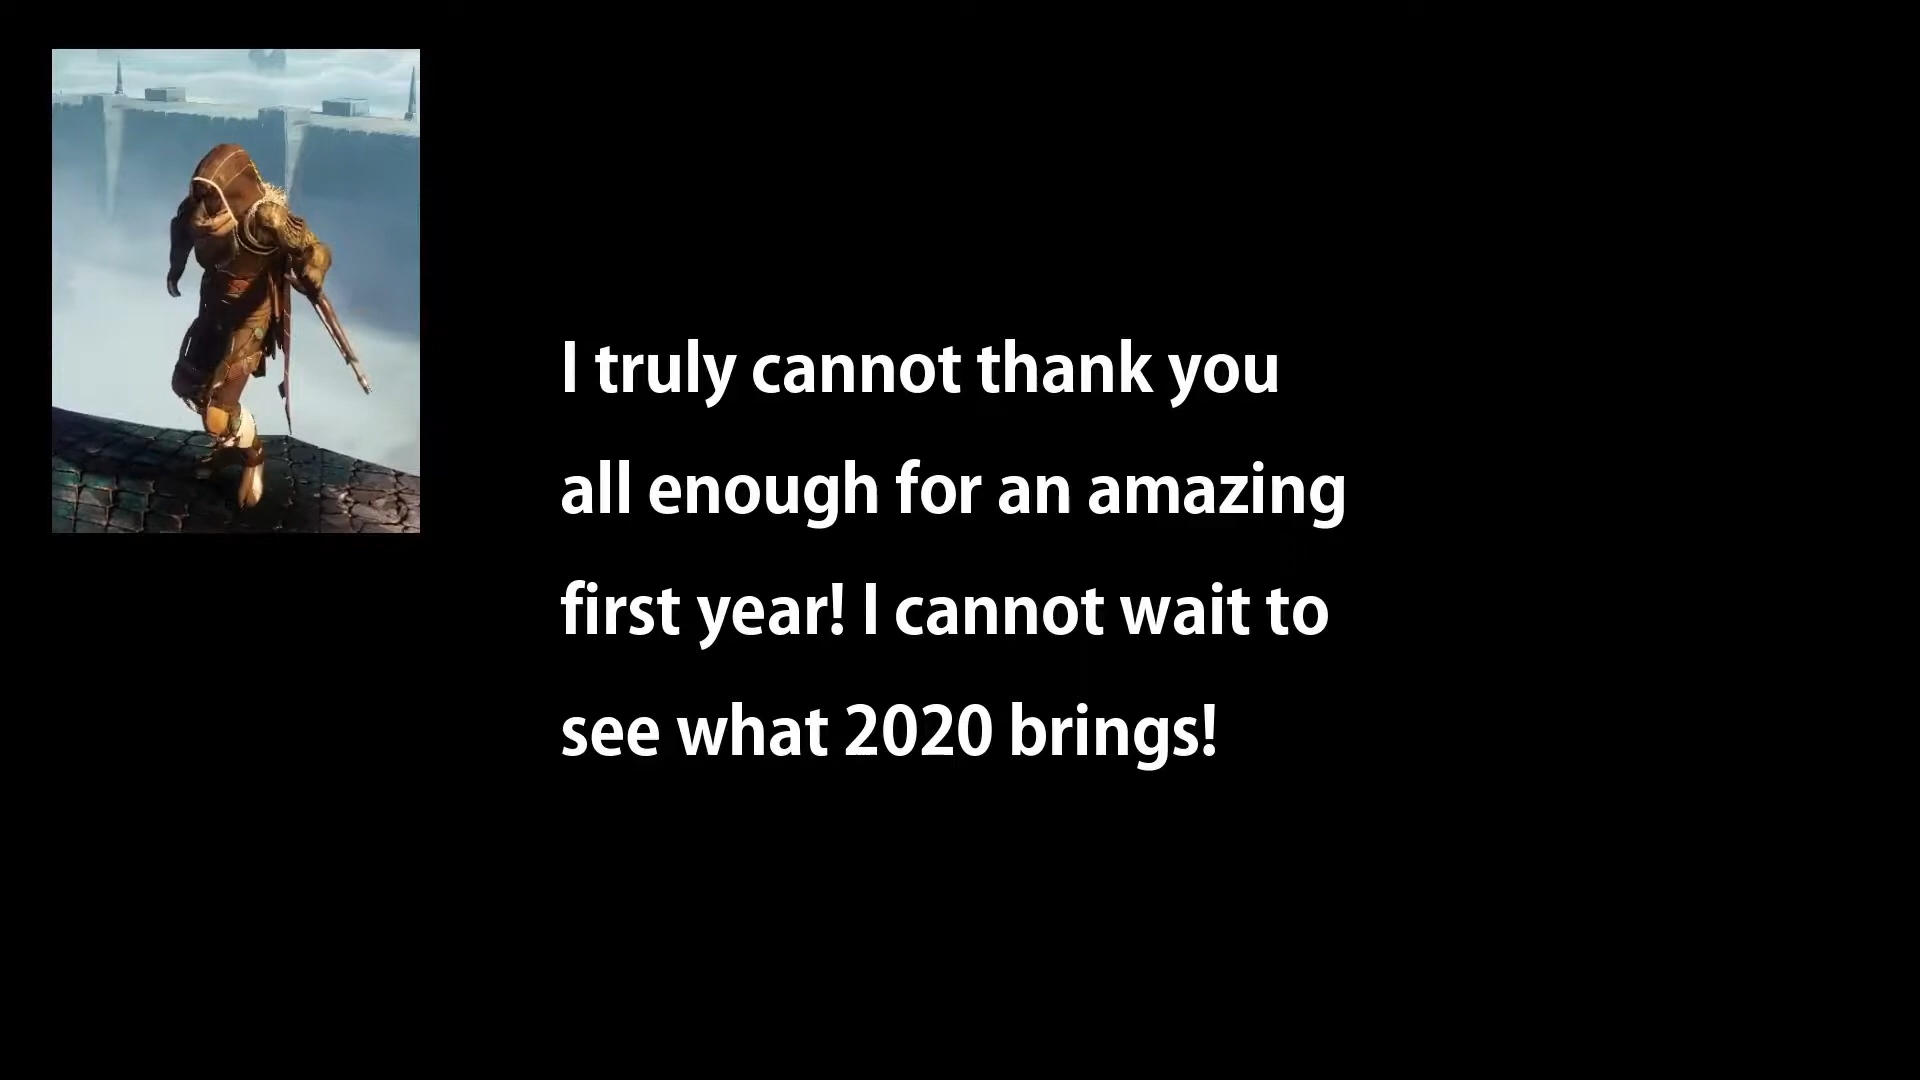 I truly cannot thank you
all enough for an amazing
first year! I cannot wait to
see what 2020 brings!